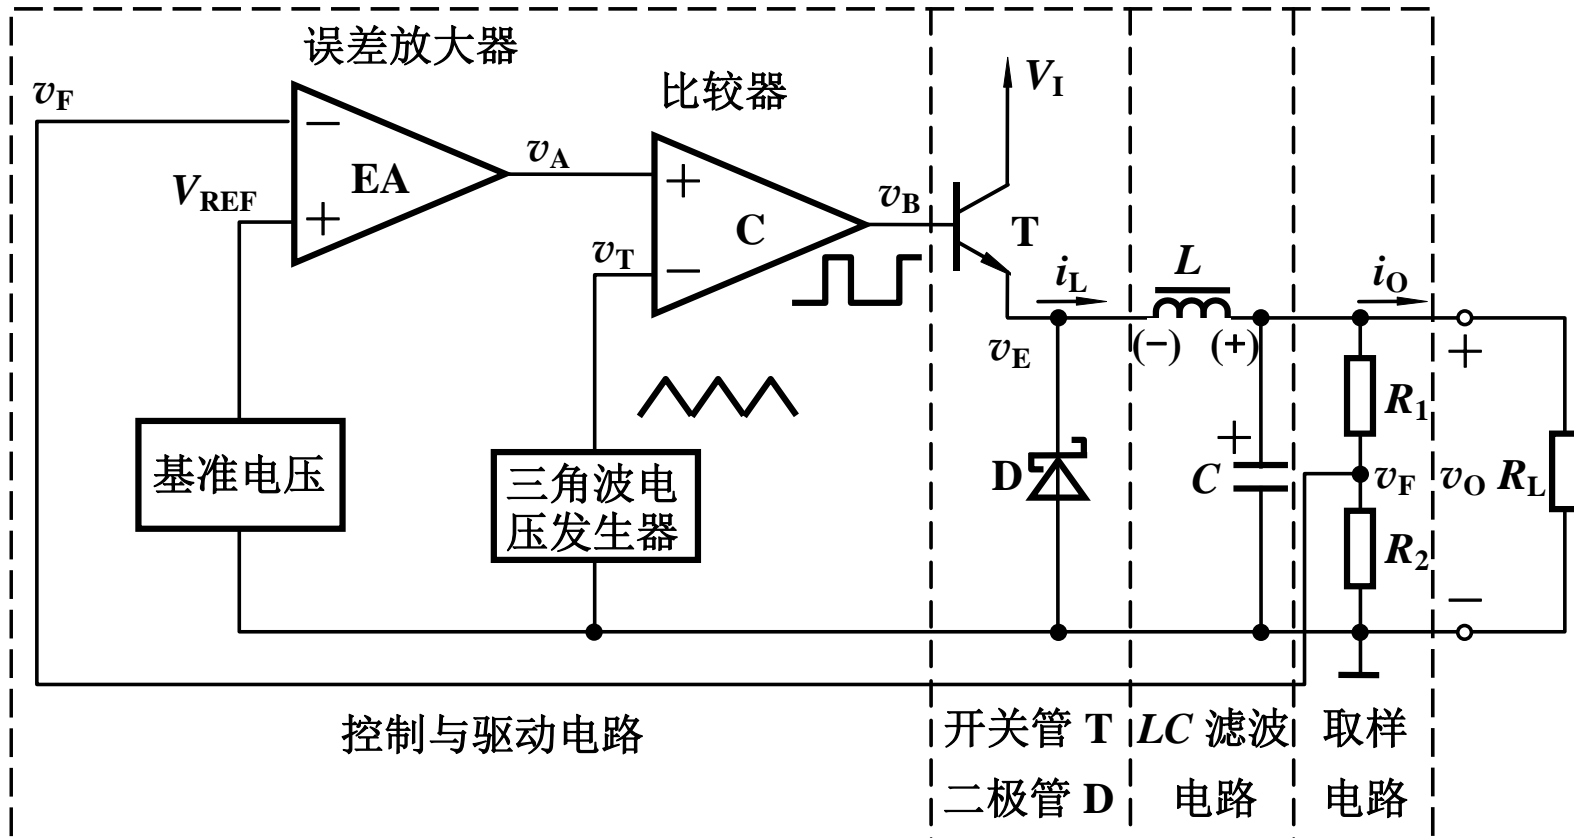 误差放大器
vF
−
EA
+
VREF
vA
比较器
+
C
−
vT
vB
VI
T
iL
L
iO
vE
(−) (+)
+
R1
基准电压
三角波电
压发生器
D
+
C
vF
vO
RL
R2
−
控制与驱动电路
开关管 T
二极管 D
LC 滤波
电路
取样
电路